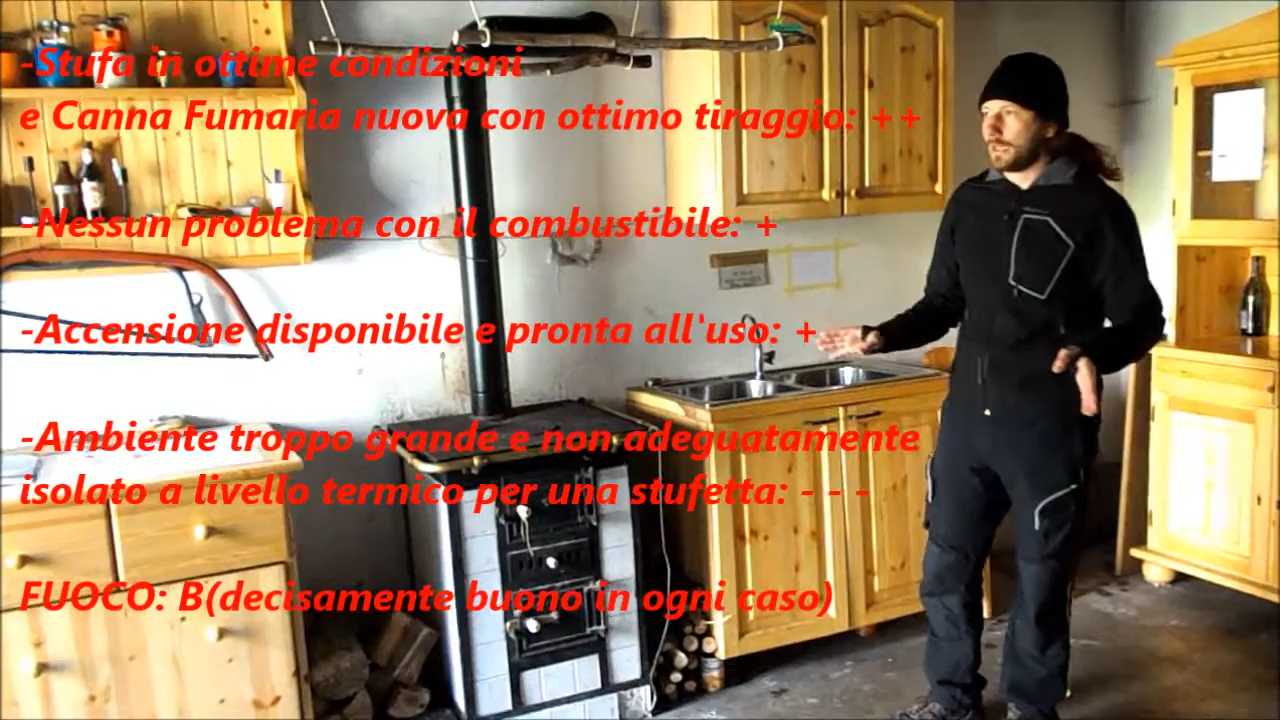 -Stufa in ottime condizioni
e Canna Fumaria nuova con ottimo tiraggio: ++
-Nessun problema con il combustibile: +
-Accensione disponibile e pronta all'uso: +
-Ambiente troppo grande e non adeguatamente
isolato a livello termico per una stufetta: - - -
FUOCO: B(decisamente buono in ogni caso)